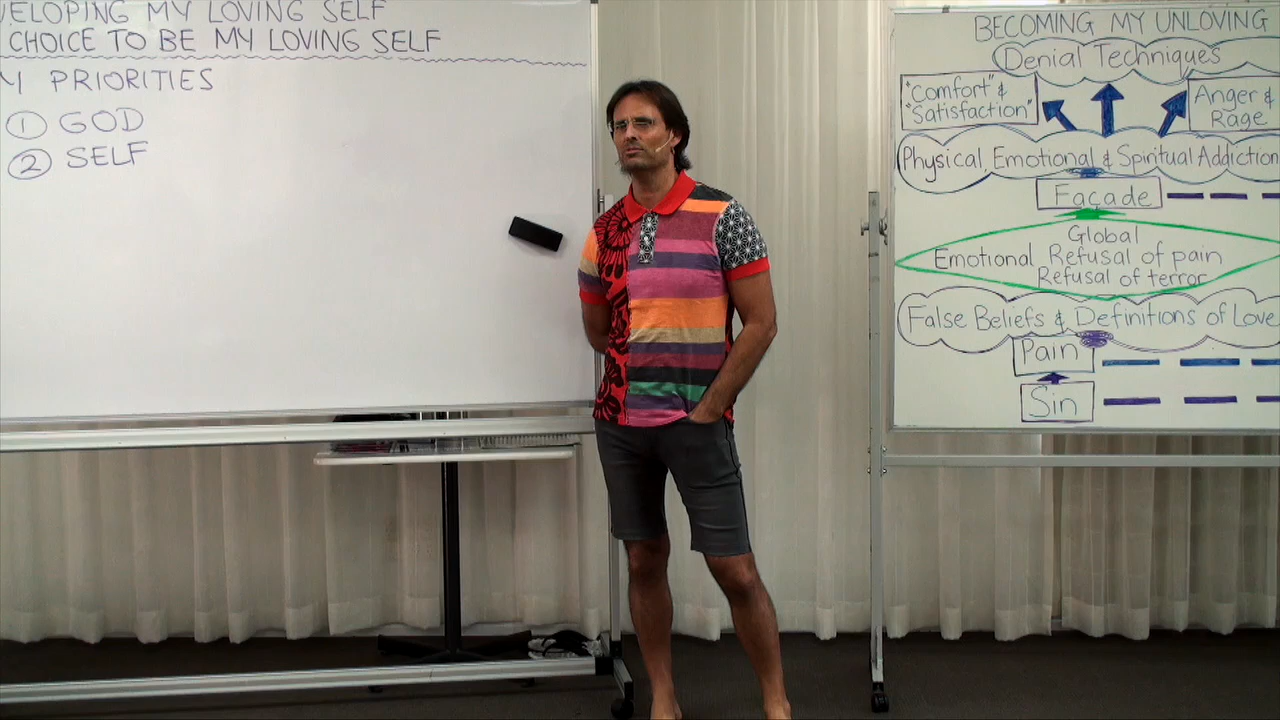 VELOPING MY LOVING SELF
CHOICE TO BE MY LOVING SELF
MY PRIORITIES
1 GOD
2 SELF
BECOMING MY UNLOVING
Denial Techniques
"Comfort" &
"Satisfaction"
Anger &
Rage
Physical, Emotional & Spiritual Addiction
Façade
Global
Emotional Refusal of pain
Refusal of terror
False Beliefs & Definitions of Love
Pain
Sin